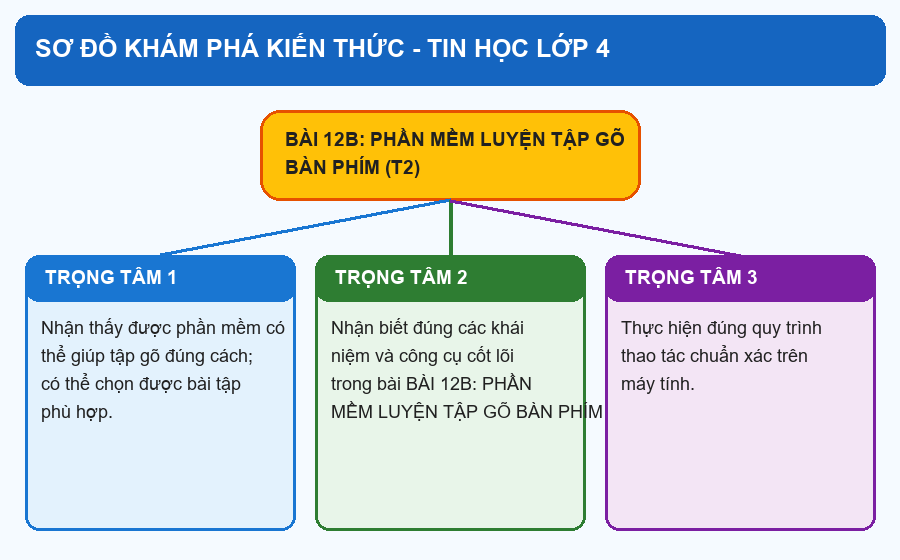 SƠ ĐỒ KHÁM PHÁ KIẾN THỨC - TIN HỌC LỚP 4
BÀI 12B: PHẦN MỀM LUYỆN TẬP GÕ
BÀN PHÍM (T2)
TRỌNG TÂM 1
Nhận thấy được phần mềm có
thể giúp tập gõ đúng cách;
có thể chọn được bài tập
phù hợp.
TRỌNG TÂM 2
Nhận biết đúng các khái
niệm và công cụ cốt lõi
trong bài BÀI 12B: PHẦN
MỀM LUYỆN TẬP GÕ BÀN PHÍM
TRỌNG TÂM 3
Thực hiện đúng quy trình
thao tác chuẩn xác trên
máy tính.